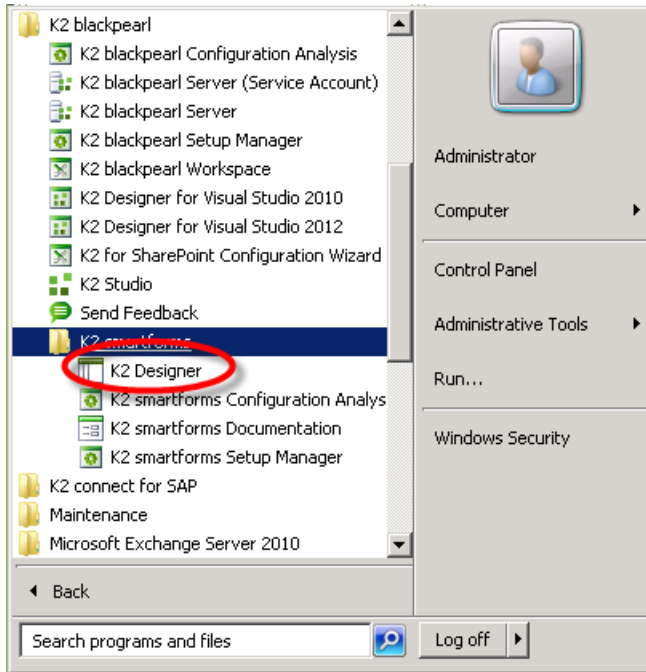 K2 blackpearl
K2 blackpearl Configuration Analysis
K2 blackpearl Server (Service Account)
K2 blackpearl Server
K2 blackpearl Setup Manager
K2 blackpearl Workspace
K2 Designer for Visual Studio 2010
K2 Designer for Visual Studio 2012
K2 for SharePoint Configuration Wizard
K2 Studio
Send Feedback
K2 smartforms
K2 Designer
K2 smartforms Configuration Analys
K2 smartforms Documentation
K2 smartforms Setup Manager
K2 connect for SAP
Maintenance
Microsoft Exchange Server 2010
Back
Search programs and files
Administrator
Computer
Control Panel
Administrative Tools
Run...
Windows Security
Log off